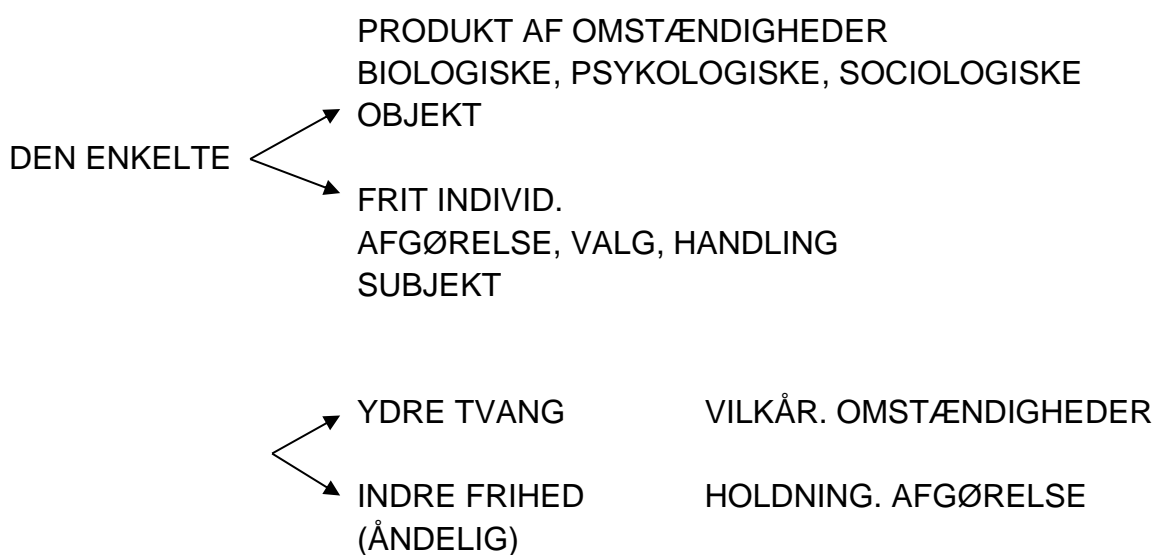 PRODUKT AF OMSTÆNDIGHEDER
BIOLOGISKE, PSYKOLOGISKE, SOCIOLOGISKE
OBJEKT
DEN ENKELTE
FRIT INDIVID.
AFGØRELSE, VALG, HANDLING
SUBJEKT
YDRE TVANG VILKÅR. OMSTÆNDIGHEDER
INDRE FRIHED HOLDNING. AFGØRELSE
(ÅNDELIG)